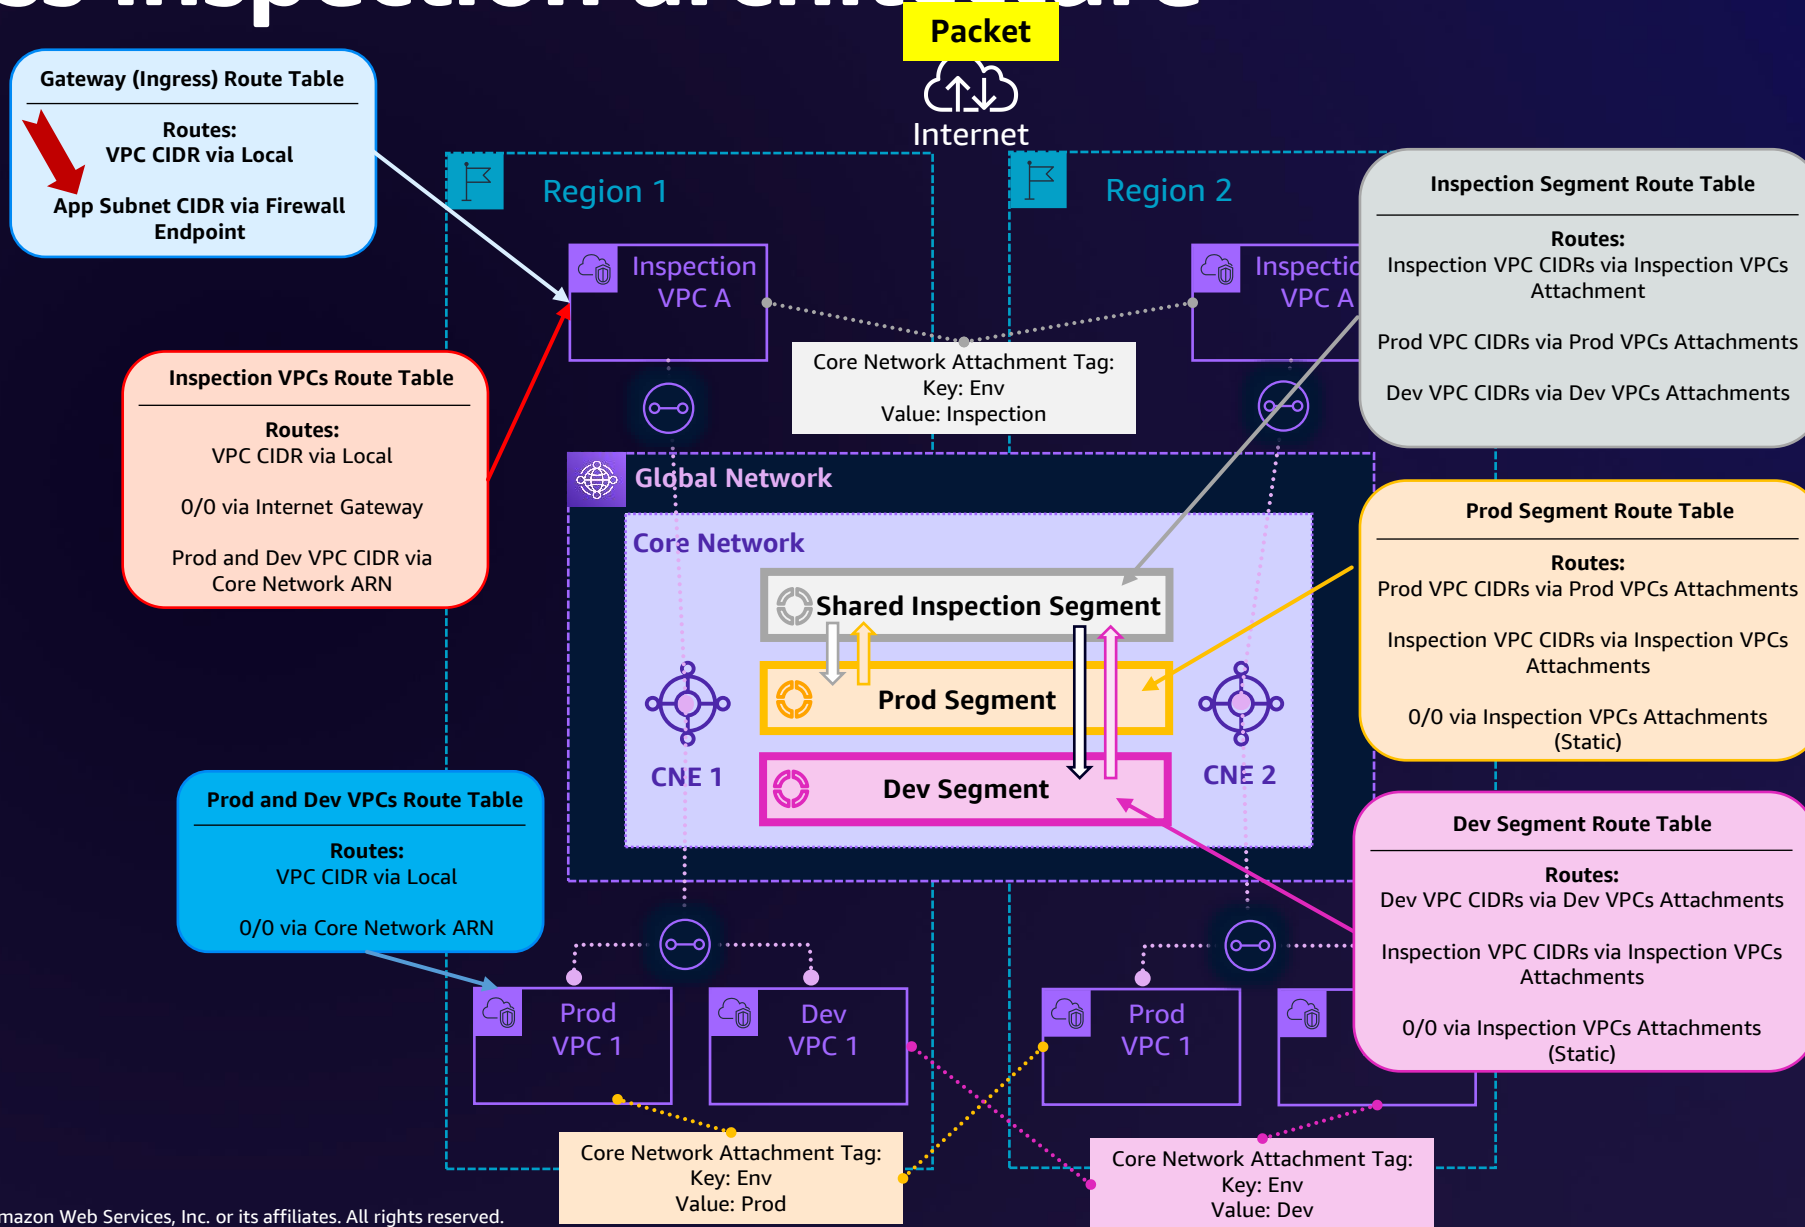 ss inspection architecture
Packet
Internet
Gateway (Ingress) Route Table
Routes:
VPC CIDR via Local
App Subnet CIDR via Firewall
Endpoint
Region 1
Region 2
Inspection
VPC A
Inspectio
VPC A
Core Network Attachment Tag:
Key: Env
Value: Inspection
Inspection Segment Route Table
Routes:
Inspection VPC CIDRs via Inspection VPCs
Attachment
Prod VPC CIDRs via Prod VPCs Attachments
Dev VPC CIDRs via Dev VPCs Attachments
Inspection VPCs Route Table
Routes:
VPC CIDR via Local
0/0 via Internet Gateway
Prod and Dev VPC CIDR via
Core Network ARN
Global Network
Core Network
Shared Inspection Segment
Prod Segment
Dev Segment
CNE 1
CNE 2
Prod Segment Route Table
Routes:
Prod VPC CIDRs via Prod VPCs Attachments
Inspection VPC CIDRs via Inspection VPCs
Attachments
0/0 via Inspection VPCs Attachments
(Static)
Prod and Dev VPCs Route Table
Routes:
VPC CIDR via Local
0/0 via Core Network ARN
Dev Segment Route Table
Routes:
Dev VPC CIDRs via Dev VPCs Attachments
Inspection VPC CIDRs via Inspection VPCs
Attachments
0/0 via Inspection VPCs Attachments
(Static)
Prod
VPC 1
Dev
VPC 1
Prod
VPC 1
Core Network Attachment Tag:
Key: Env
Value: Prod
Core Network Attachment Tag:
Key: Env
Value: Dev
mazon Web Services, Inc. or its affiliates. All rights reserved.